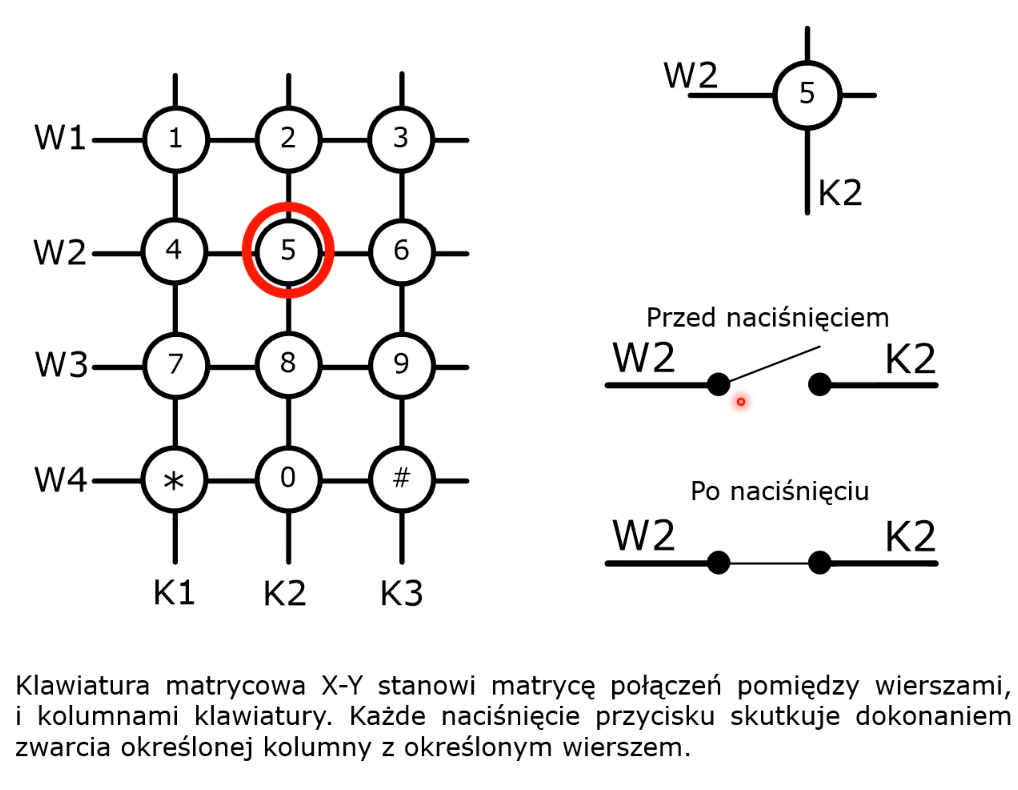 W1 1 2 3
W2 4 5 6
W3 7 8 9
W4 * 0 #
K1 K2 K3
W2 5
K2
Przed naciśnięciem
W2 K2
Po naciśnięciu
W2 K2
Klawiatura matrycowa X-Y stanowi matrycę połączeń pomiędzy wierszami,
i kolumnami klawiatury. Każde naciśnięcie przycisku skutkuje dokonaniem
zwarcia określonej kolumny z określonym wierszem.